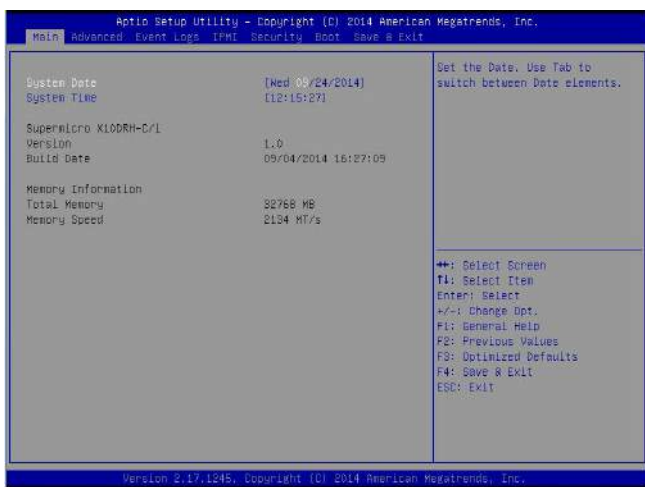 Aptio Setup Utility - Copyright (C) 2014 American Megatrends, Inc.
Main Advanced Event Logs IPMI Security Boot Save & Exit
System Date [Wed 09/24/2014]
System Time [12:15:27]
Supermicro X10DRH-C/i
Version 1.0
Build Date 09/04/2014 16:27:09
Memory Information
Total Memory 32768 MB
Memory Speed 2134 MT/s
Set the Date. Use Tab to
switch between Date elements.
→←: Select Screen
↑↓: Select Item
Enter: Select
+/-: Change Opt.
F1: General Help
F2: Previous Values
F3: Optimized Defaults
F4: Save & Exit
ESC: Exit
Version 2.17.1245. Copyright (C) 2014 American Megatrends, Inc.